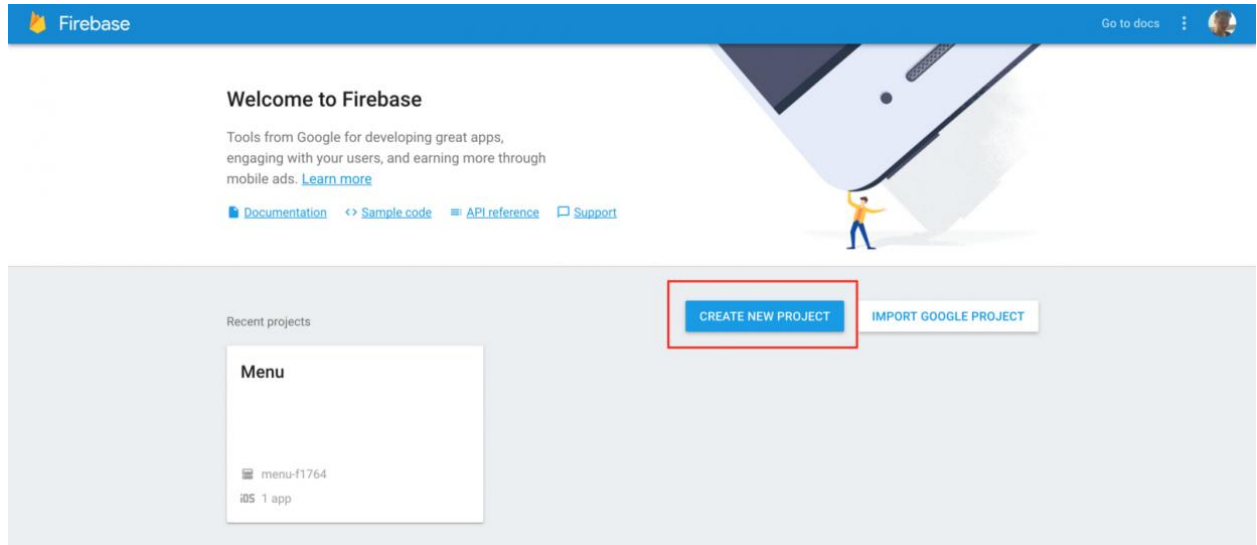 Firebase
Go to docs
Welcome to Firebase
Tools from Google for developing great apps,
engaging with your users, and earning more through
mobile ads. Learn more
Documentation <> Sample code API reference Support
Recent projects
CREATE NEW PROJECT
IMPORT GOOGLE PROJECT
Menu
menu-f1764
iOS 1 app